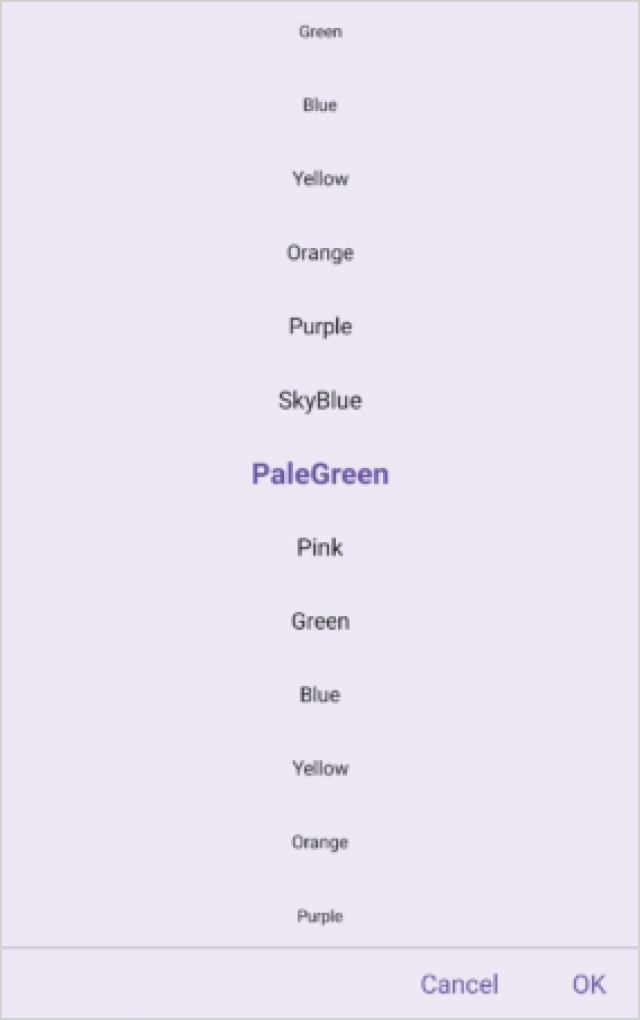 Green
Blue
Yellow
Orange
Purple
SkyBlue
PaleGreen
Pink
Green
Blue
Yellow
Orange
Purple
Cancel OK